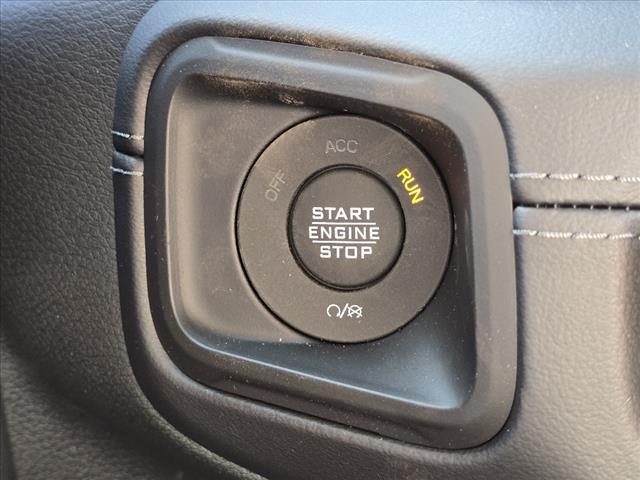 ACC
OFF
RUN
START
ENGINE
STOP